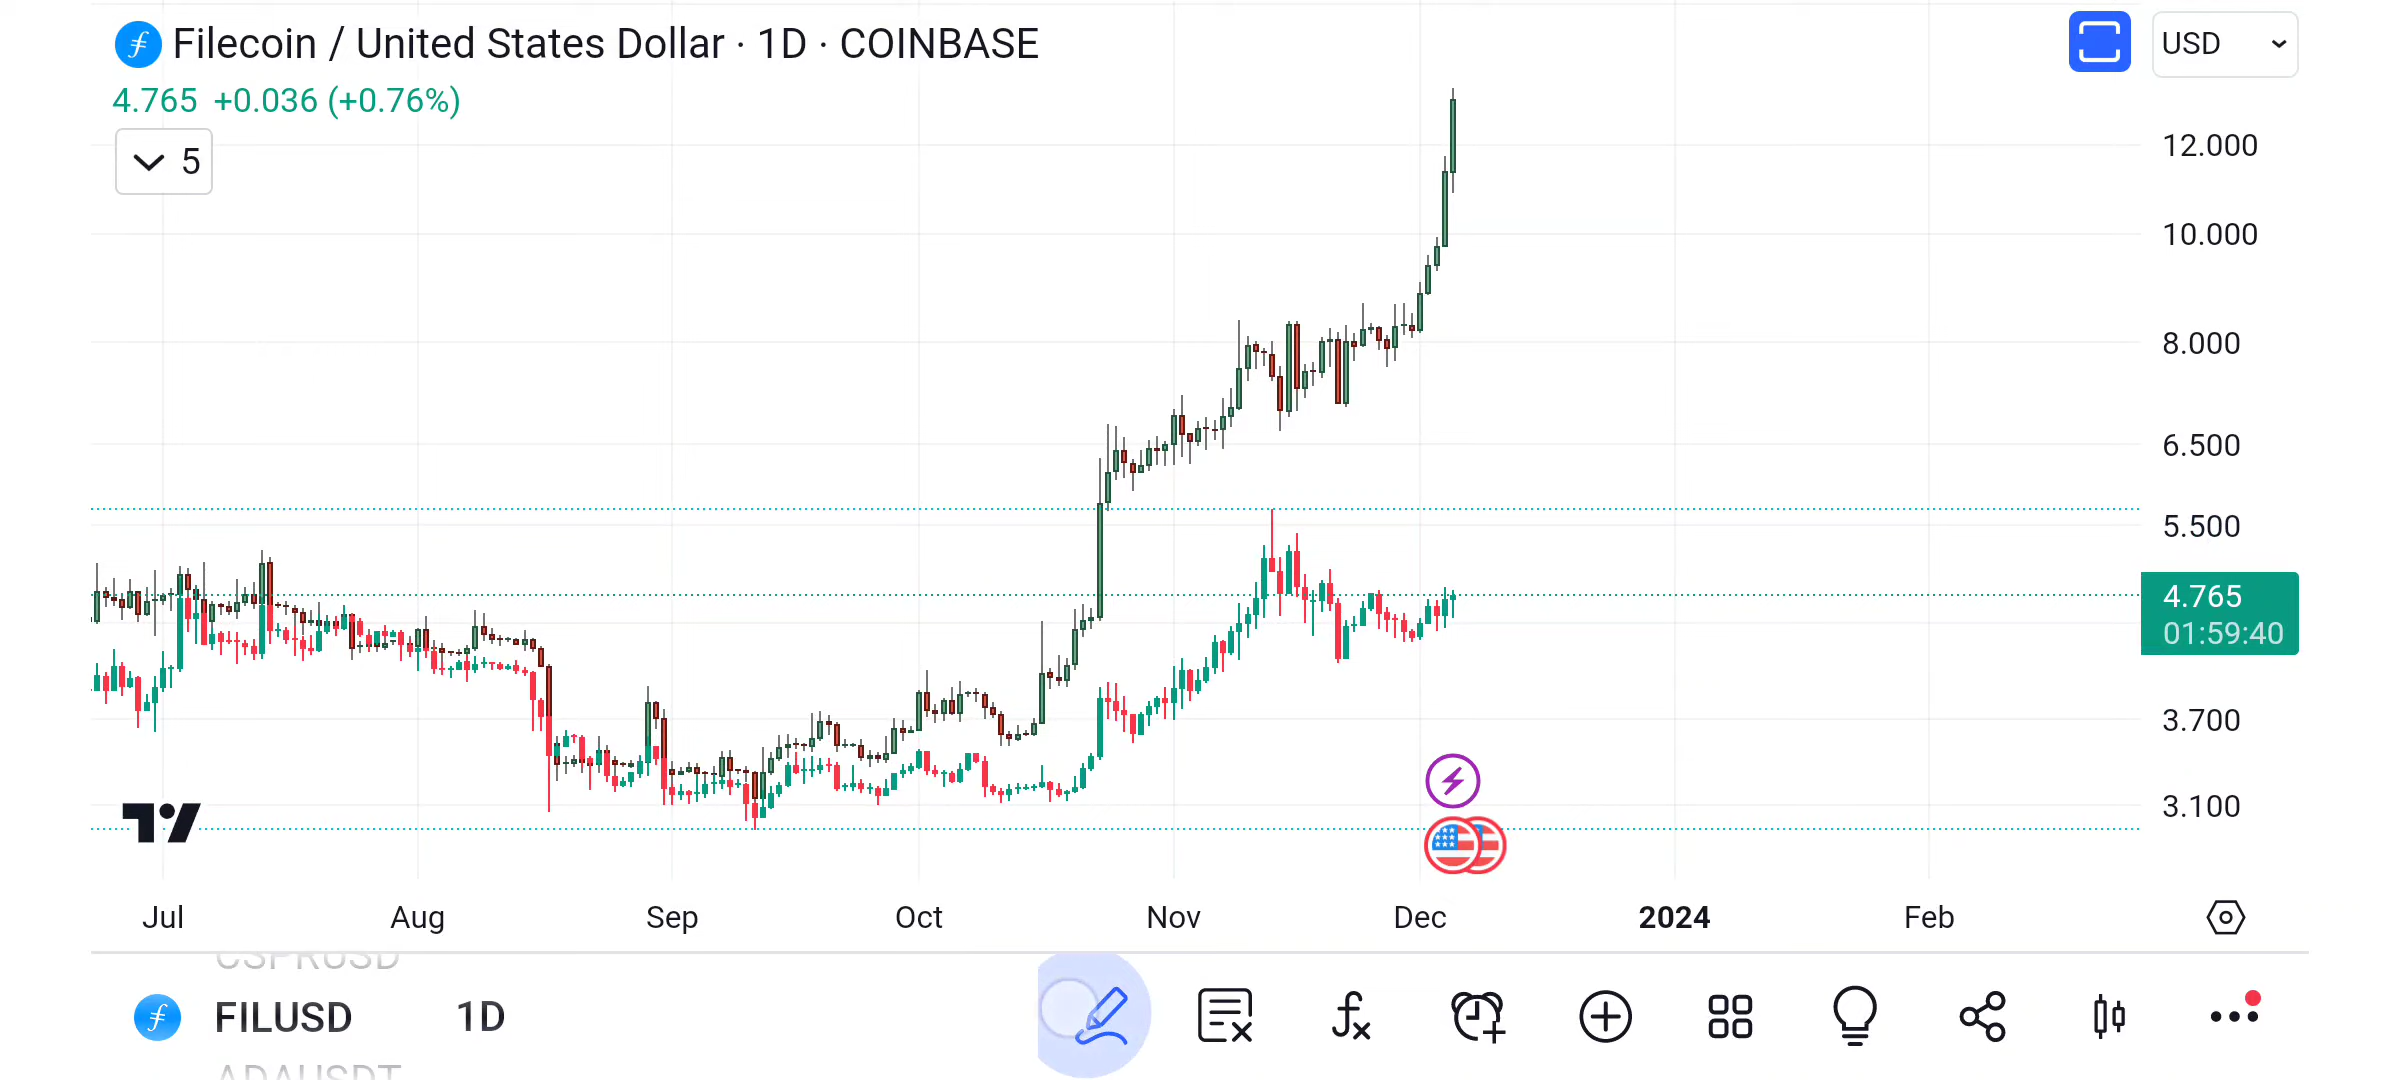 Filecoin / United States Dollar · 1D · COINBASE
USD
4.765 +0.036 (+0.76%)
5
12.000
10.000
8.000
6.500
5.500
4.765
01:59:40
3.700
3.100
Jul Aug Sep Oct Nov Dec 2024 Feb
CSPRUSD
FILUSD 1D
ADAUSDT